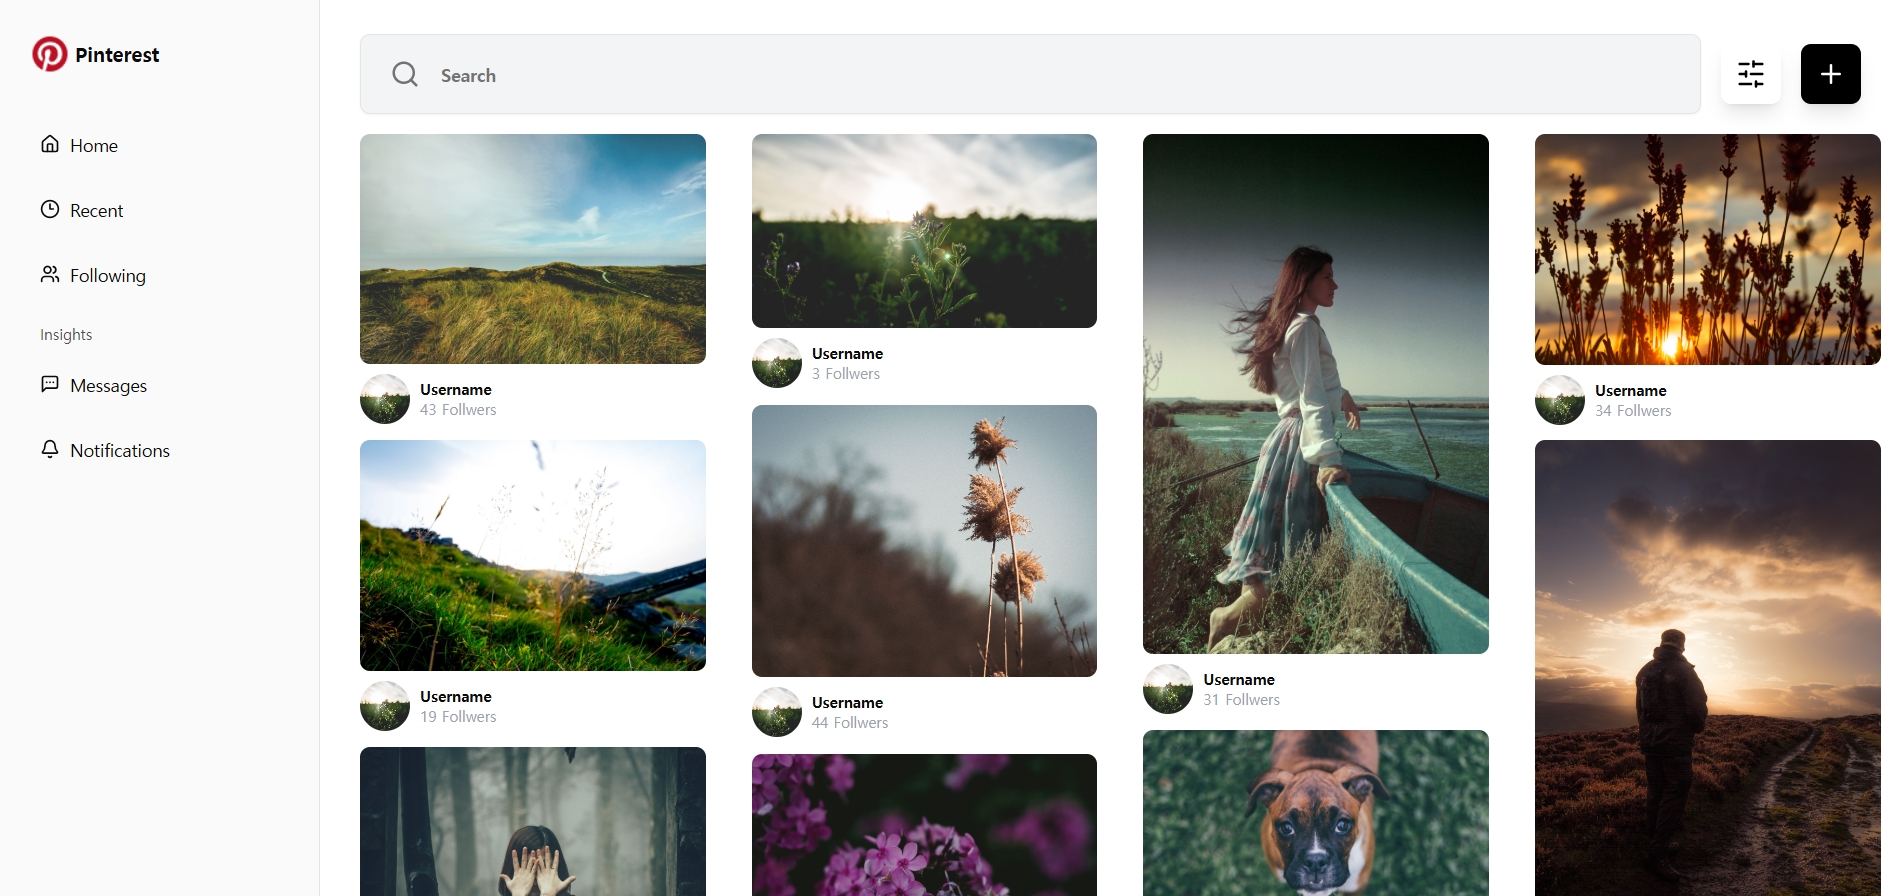 Pinterest
Home
Recent
Following
Insights
Messages
Notifications
Search
Username
43 Follwers
Username
19 Follwers
Username
3 Follwers
Username
44 Follwers
Username
31 Follwers
Username
34 Follwers